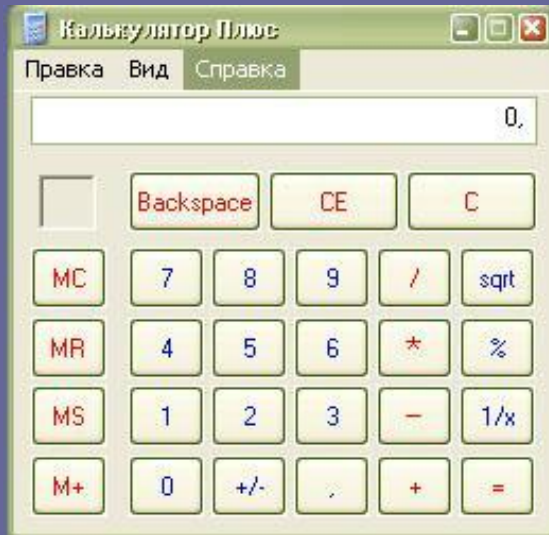 Калькулятор Плюс
Правка Вид Справка
0,
Backspace CE C
MC 7 8 9 / sqrt
MR 4 5 6 * %
MS 1 2 3 − 1/x
M+ 0 +/- , + =